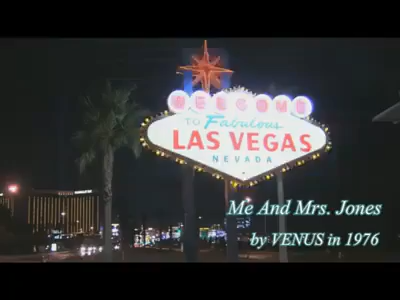 WELCOME
TO Fabulous
LAS VEGAS
NEVADA
Me And Mrs. Jones
by VENUS in 1976